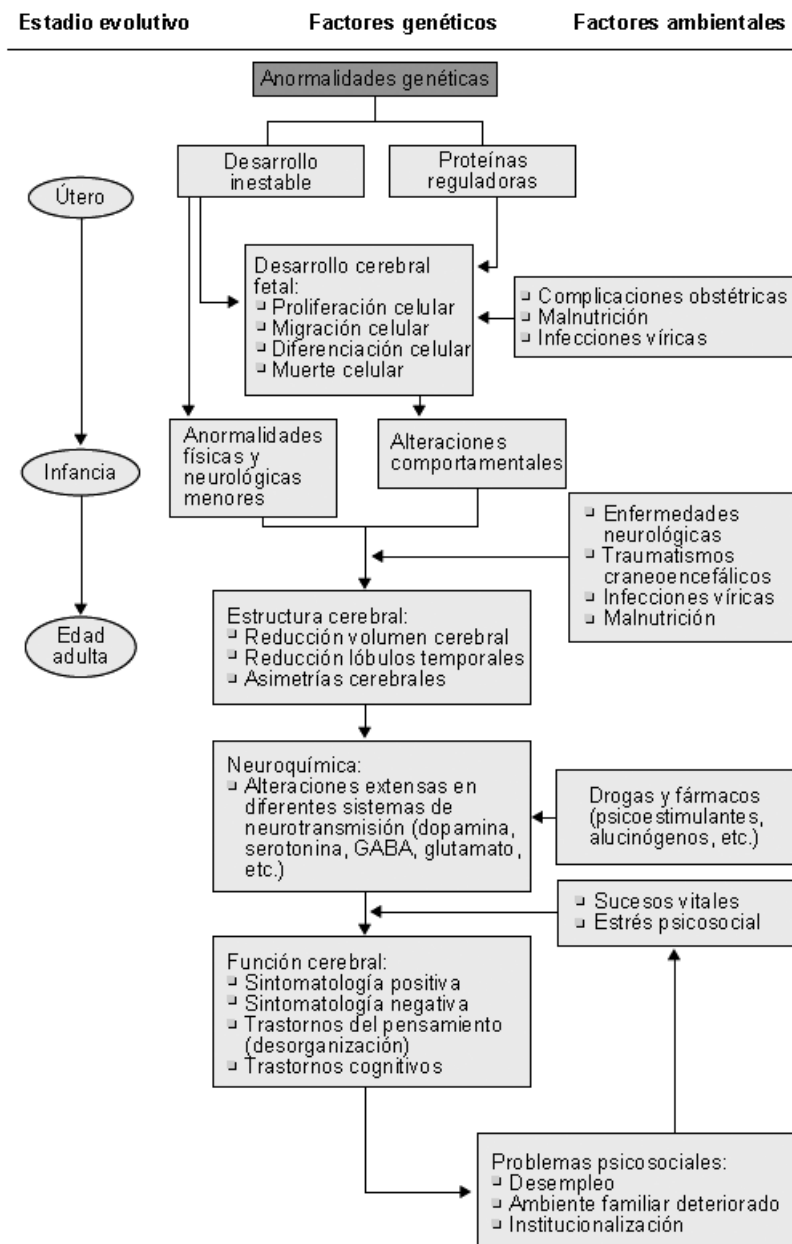 Estadio evolutivo
Factores genéticos
Factores ambientales
Anormalidades genéticas
Desarrollo
inestable
Proteínas
reguladoras
Útero
Desarrollo cerebral
fetal:
Proliferación celular
Migración celular
Diferenciación celular
Muerte celular
Complicaciones obstétricas
Malnutrición
Infecciones víricas
Anormalidades
físicas y
neurológicas
menores
Alteraciones
comportamentales
Infancia
Enfermedades
neurológicas
Traumatismos
craneoencefálicos
Infecciones víricas
Malnutrición
Edad
adulta
Estructura cerebral:
Reducción volumen cerebral
Reducción lóbulos temporales
Asimetrías cerebrales
Neuroquímica:
Alteraciones extensas en
diferentes sistemas de
neurotransmisión (dopamina,
serotonina, GABA, glutamato,
etc.)
Drogas y fármacos
(psicoestimulantes,
alucinógenos, etc.)
Sucesos vitales
Estrés psicosocial
Función cerebral:
Sintomatología positiva
Sintomatología negativa
Trastornos del pensamiento
(desorganización)
Trastornos cognitivos
Problemas psicosociales:
Desempleo
Ambiente familiar deteriorado
Institucionalización